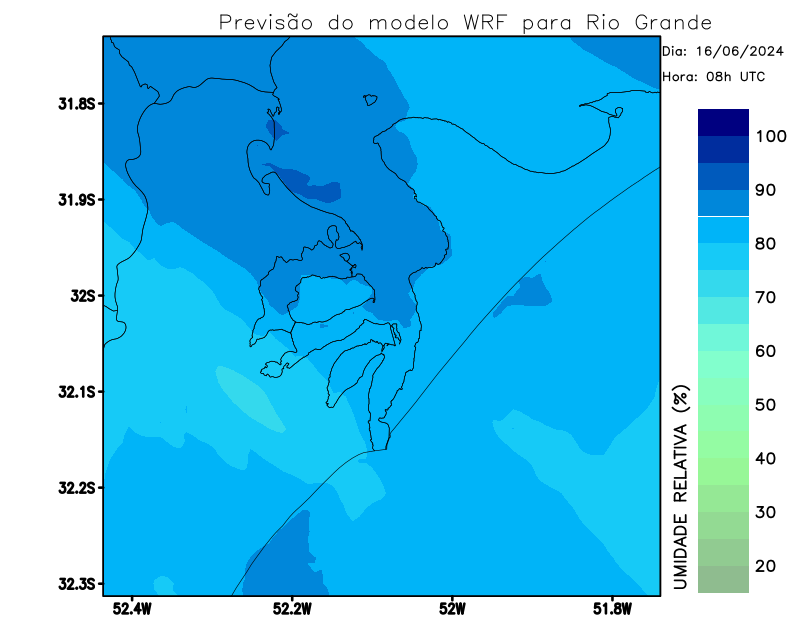 Previsão do modelo WRF para Rio Grande
Dia: 16/06/2024
Hora: 08h UTC
31.8S
31.9S
32S
32.1S
32.2S
32.3S
52.4W
52.2W
52W
51.8W
100
90
80
70
60
50
40
30
20
UMIDADE RELATIVA (%)